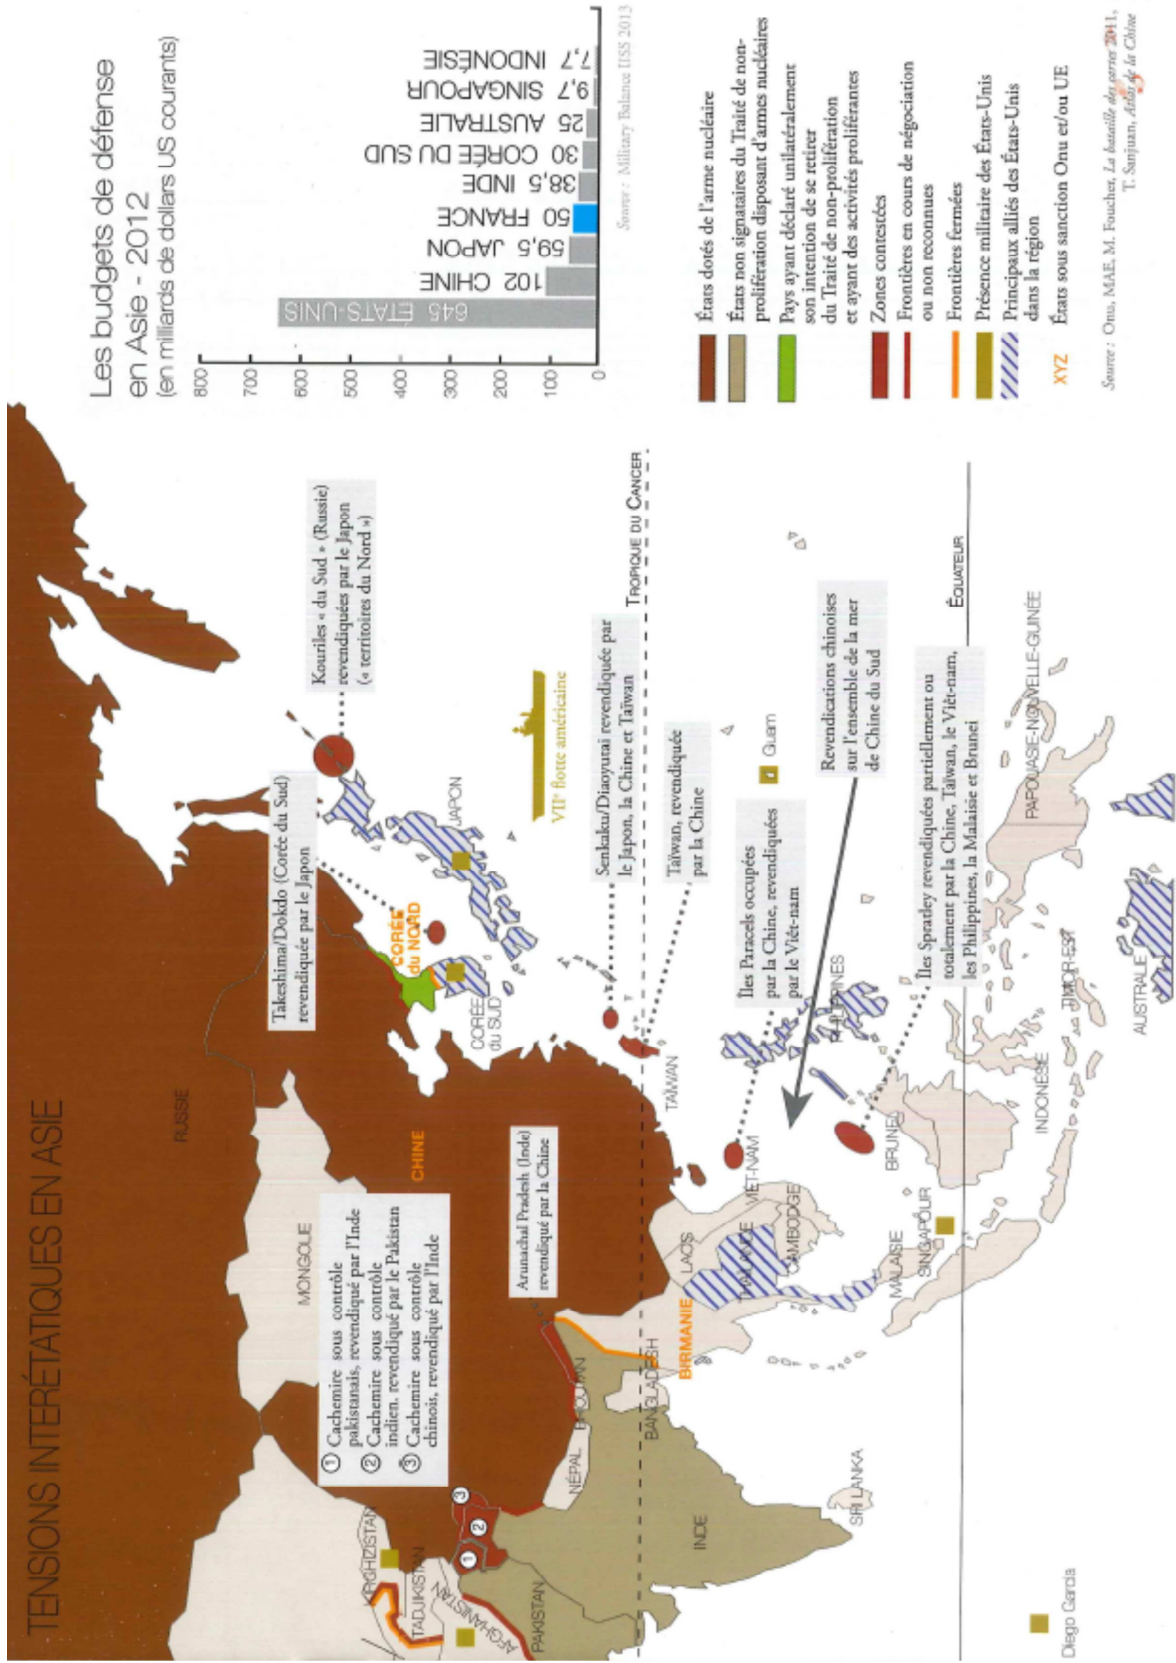 TENSIONS INTERÉTATIQUES EN ASIE
RUSSIE
MONGOLIE
CHINE
KIRGHIZISTAN
TADJIKISTAN
AFGHANISTAN
PAKISTAN
INDE
NÉPAL
BHOUTAN
BANGLADESH
BIRMANIE
SRI LANKA
LAOS
THAÏLANDE
VIÊT-NAM
CAMBODGE
MALAISIE
SINGAPOUR
BRUNEI
INDONÉSIE
PHILIPPINES
TAÏWAN
CORÉE
du NORD
CORÉE
du SUD
JAPON
TIMOR-EST
AUSTRALIE
PAPOUASIE-NOUVELLE-GUINÉE
Diego Garcia
Guam
VIIe flotte américaine
TROPIQUE DU CANCER
ÉQUATEUR
1 Cachemire sous contrôle
pakistanais, revendiqué par l'Inde
2 Cachemire sous contrôle
indien, revendiqué par le Pakistan
3 Cachemire sous contrôle
chinois, revendiqué par l'Inde
1
2
3
Arunachal Pradesh (Inde)
revendiqué par la Chine
Takeshima/Dokdo (Corée du Sud)
revendiquée par le Japon
Kouriles « du Sud » (Russie)
revendiquées par le Japon
(« territoires du Nord »)
Senkaku/Diaoyutai revendiquée par
le Japon, la Chine et Taïwan
Taïwan, revendiquée
par la Chine
Îles Paracels occupées
par la Chine, revendiquées
par le Viêt-nam
Revendications chinoises
sur l'ensemble de la mer
de Chine du Sud
Îles Spratley revendiquées partiellement ou
totalement par la Chine, Taïwan, le Viêt-nam,
les Philippines, la Malaisie et Brunei
Les budgets de défense
en Asie - 2012
(en milliards de dollars US courants)
800
700
600
500
400
300
200
100
0
645 ÉTATS-UNIS
102 CHINE
59,5 JAPON
50 FRANCE
38,5 INDE
30 CORÉE DU SUD
25 AUSTRALIE
9,7 SINGAPOUR
7,7 INDONÉSIE
Source : Military Balance IISS 2013
États dotés de l'arme nucléaire
États non signataires du Traité de non-
prolifération disposant d'armes nucléaires
Pays ayant déclaré unilatéralement
son intention de se retirer
du Traité de non-prolifération
et ayant des activités proliférantes
Zones contestées
Frontières en cours de négociation
ou non reconnues
Frontières fermées
Présence militaire des États-Unis
Principaux alliés des États-Unis
dans la région
XYZ États sous sanction Onu et/ou UE
Source : Onu, MAE, M. Foucher, La bataille des cartes 2011,
T. Sanjuan, Atlas de la Chine